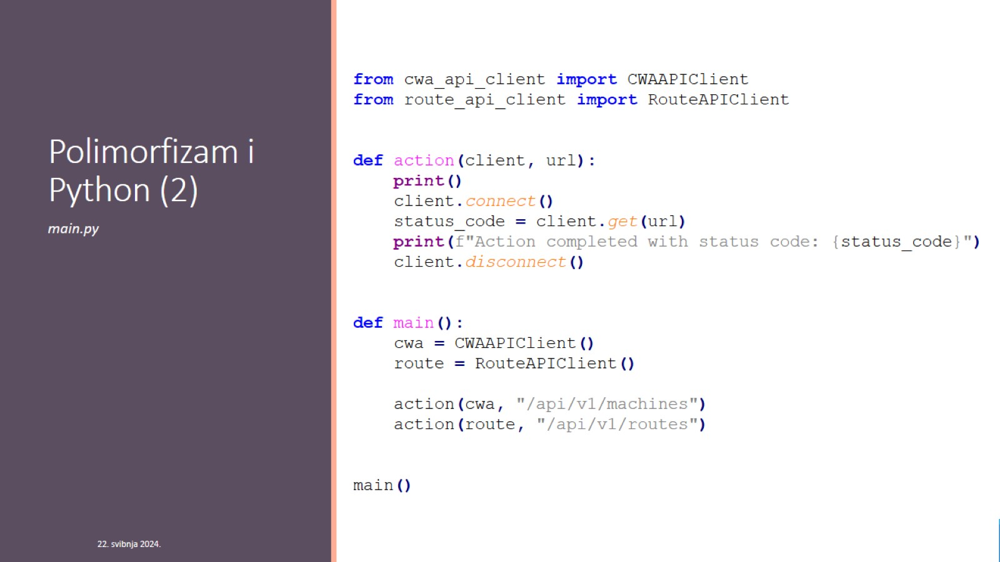 Polimorfizam i
Python (2)
main.py
22. svibnja 2024.
from cwa_api_client import CWAAPIClient
from route_api_client import RouteAPIClient
def action(client, url):
    print()
    client.connect()
    status_code = client.get(url)
    print(f"Action completed with status code: {status_code}")
    client.disconnect()
def main():
    cwa = CWAAPIClient()
    route = RouteAPIClient()
    action(cwa, "/api/v1/machines")
    action(route, "/api/v1/routes")
main()